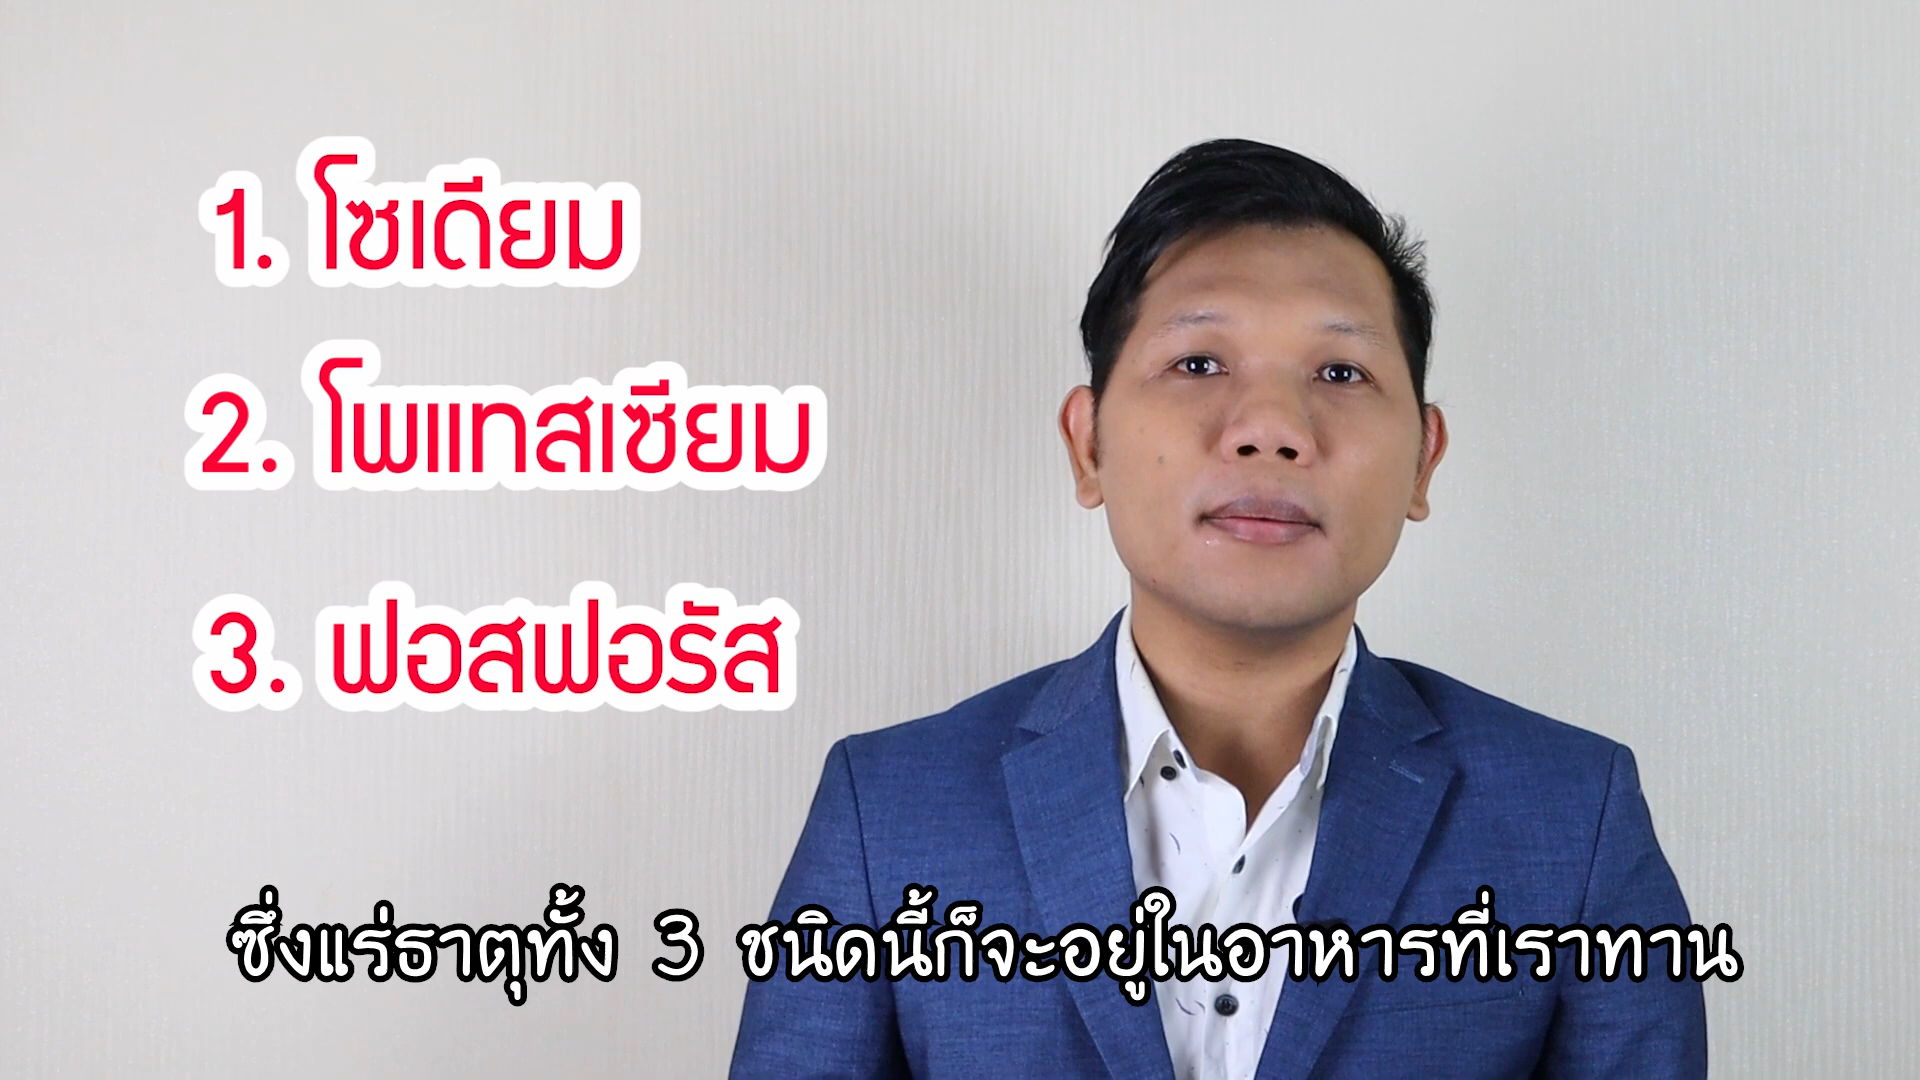 1. โซเดียม
2. โพแทสเซียม
3. ฟอสฟอรัส
ซึ่งแร่ธาตุทั้ง 3 ชนิดนี้ก็จะอยู่ในอาหารที่เราทาน